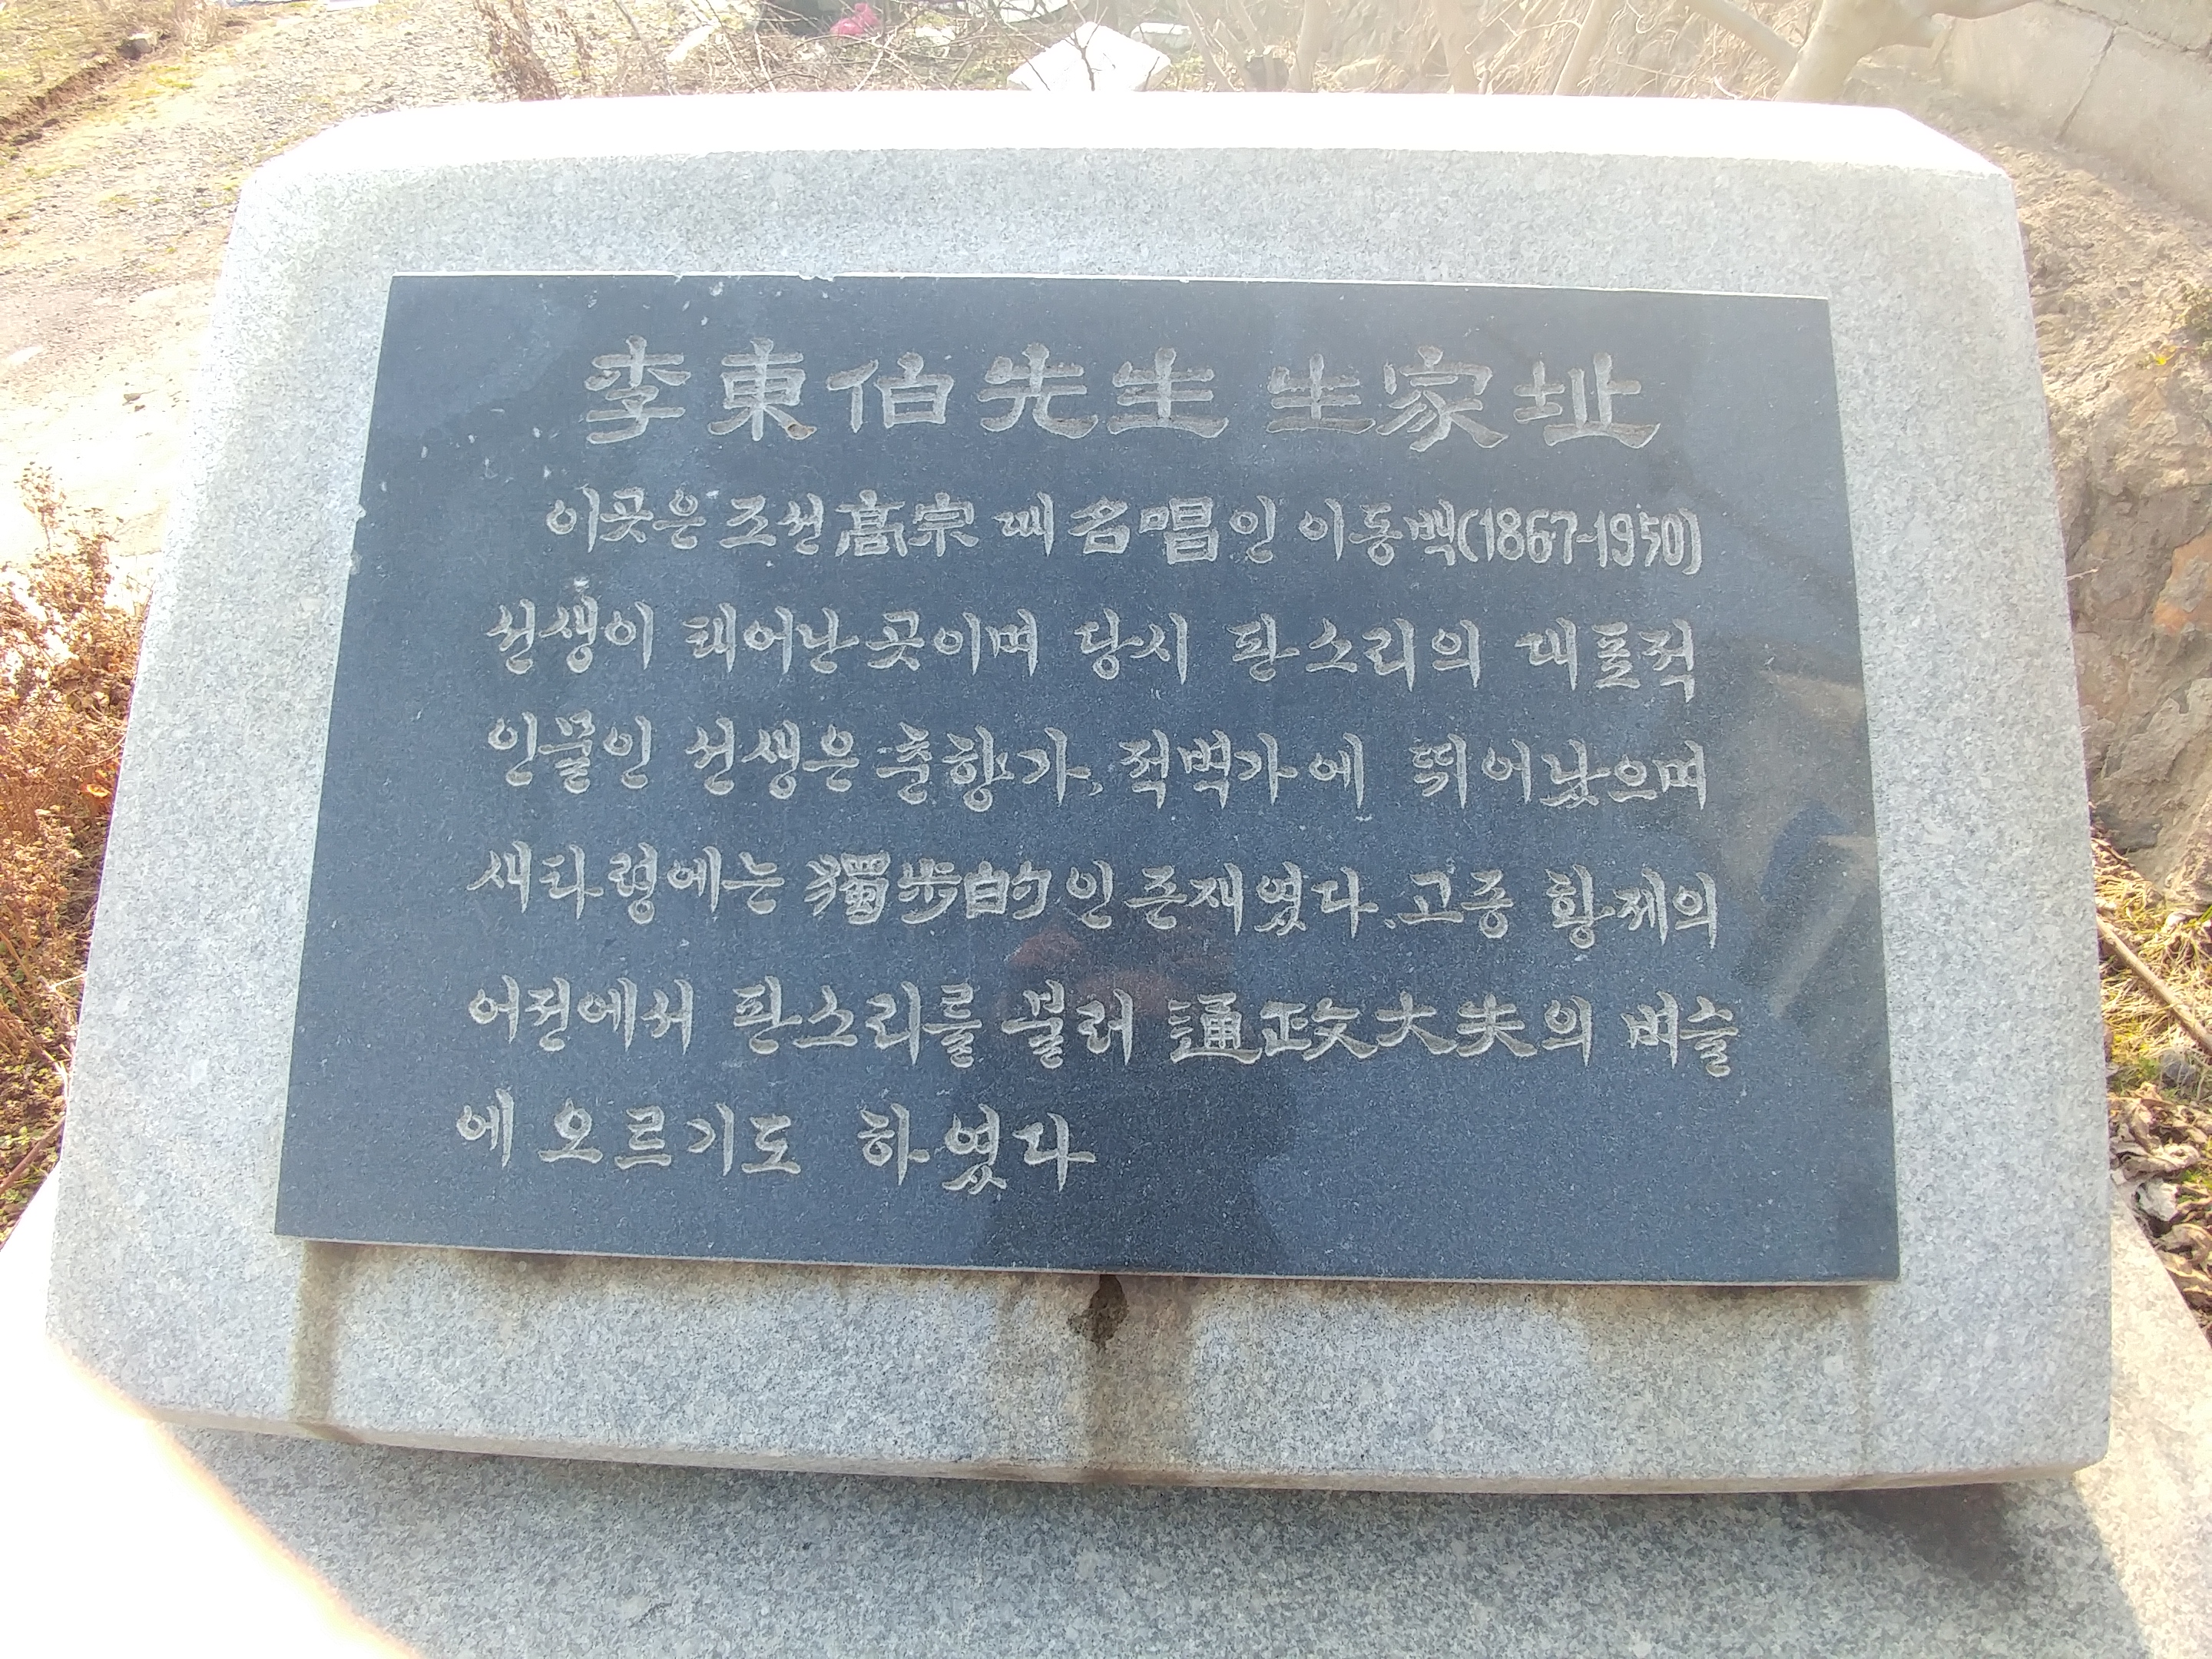 李東伯先生 生家址
이곳은 조선 高宗 때 名唱인 이동백(1867-1950)
선생이 태어난 곳이며 당시 판소리의 대표적
인물인 선생은 춘향가, 적벽가에 뛰어났으며
새타령에는 獨步的인 존재였다. 고종 황제의
어전에서 판소리를 불러 通政大夫의 벼슬
에 오르기도 하였다